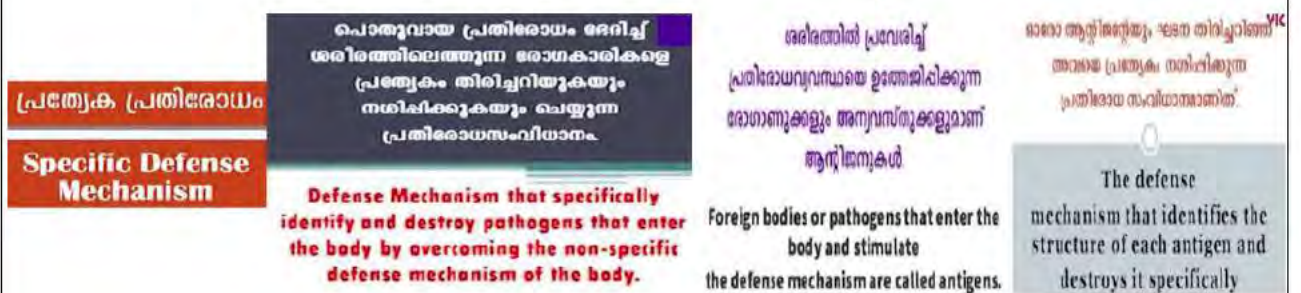 പ്രത്യേക പ്രതിരോധം
Specific Defense
Mechanism
പൊതുവായ പ്രതിരോധം ഭേദിച്ച്
ശരീരത്തിലെത്തുന്ന രോഗകാരികളെ
പ്രത്യേകം തിരിച്ചറിയുകയും
നശിപ്പിക്കുകയും ചെയ്യുന്ന
പ്രതിരോധസംവിധാനം.
Defense Mechanism that specifically
identify and destroy pathogens that enter
the body by overcoming the non-specific
defense mechanism of the body.
ശരീരത്തിൽ പ്രവേശിച്ച്
പ്രതിരോധവ്യവസ്ഥയെ ഉത്തേജിപ്പിക്കുന്ന
രോഗാണുക്കളും അന്യവസ്തുക്കളുമാണ്
ആന്റിജനുകൾ
Foreign bodies or pathogens that enter the
body and stimulate
the defense mechanism are called antigens.
ഓരോ ആന്റിജന്റേയും ഘടന തിരിച്ചറിഞ്ഞ് VIC
അവയെ പ്രത്യേകം നശിപ്പിക്കുന്ന
പ്രതിരോധ സംവിധാനമാണിത്.
The defense
mechanism that identifies the
structure of each antigen and
destroys it specifically